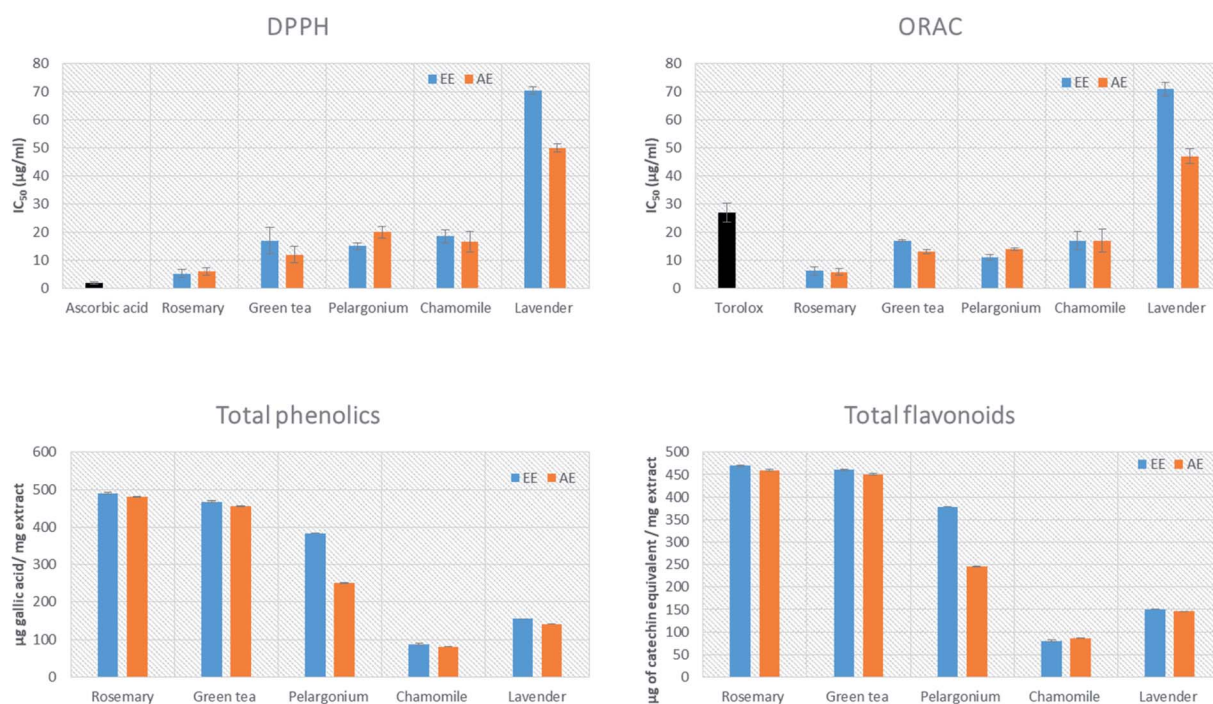 DPPH
80
70
60
50
40
30
20
10
0
IC50 (µg/ml)
EE AE
Ascorbic acid Rosemary Green tea Pelargonium Chamomile Lavender
ORAC
80
70
60
50
40
30
20
10
0
IC50 (µg/ml)
EE AE
Torolox Rosemary Green tea Pelargonium Chamomile Lavender
Total phenolics
600
500
400
300
200
100
0
µg gallic acid/ mg extract
EE AE
Rosemary Green tea Pelargonium Chamomile Lavender
Total flavonoids
500
450
400
350
300
250
200
150
100
50
0
µg of catechin equivalent / mg extract
EE AE
Rosemary Green tea Pelargonium Chamomile Lavender